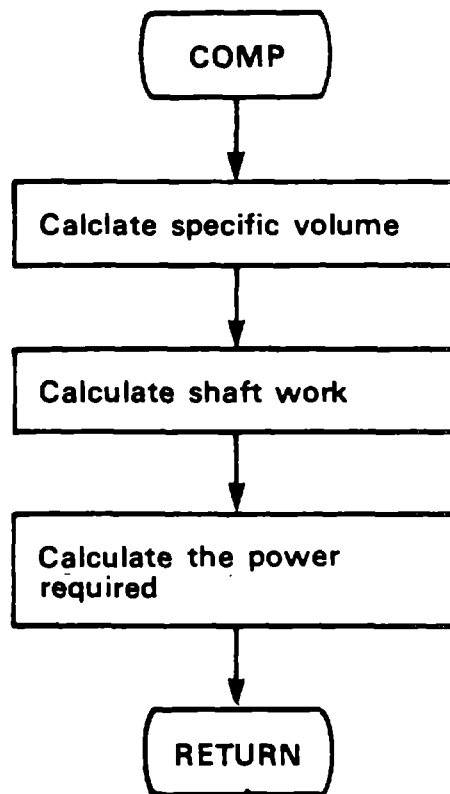 COMP
Calclate specific volume
Calculate shaft work
Calculate the power
required
RETURN